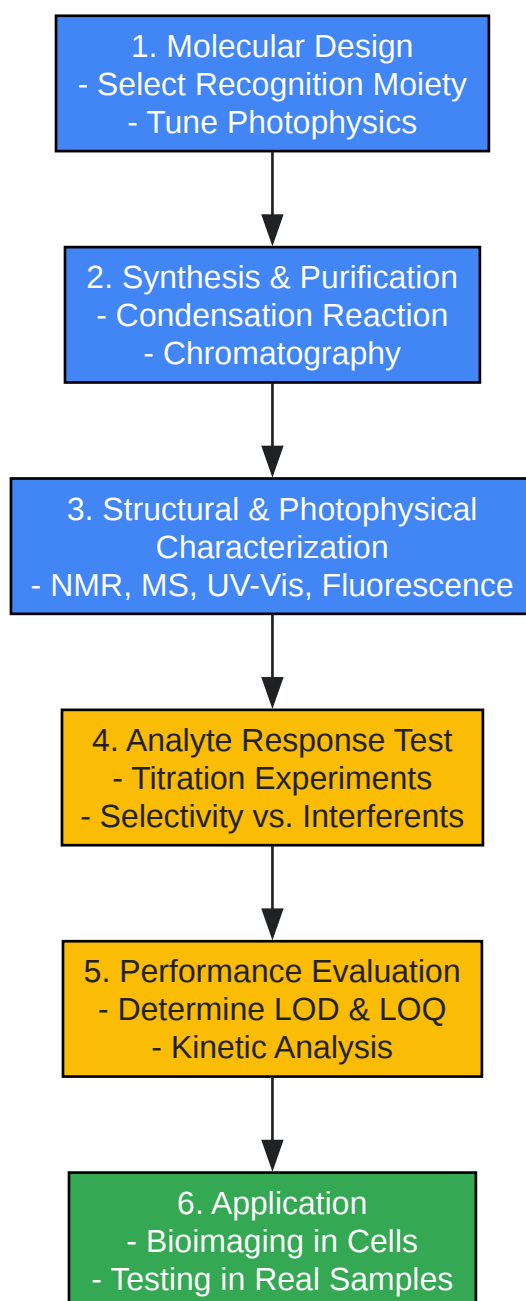 1. Molecular Design
- Select Recognition Moiety
- Tune Photophysics
2. Synthesis & Purification
- Condensation Reaction
- Chromatography
3. Structural & Photophysical
Characterization
- NMR, MS, UV-Vis, Fluorescence
4. Analyte Response Test
- Titration Experiments
- Selectivity vs. Interferents
5. Performance Evaluation
- Determine LOD & LOQ
- Kinetic Analysis
6. Application
- Bioimaging in Cells
- Testing in Real Samples